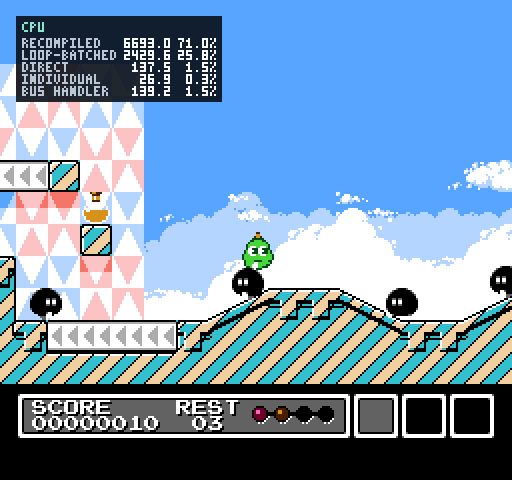 CPU
RECOMPILED 6693.0 71.0%
LOOP-BATCHED 2429.6 25.8%
DIRECT 137.5 1.5%
INDIVIDUAL 26.9 0.3%
BUS HANDLER 139.2 1.5%
SCORE REST
00000010 03